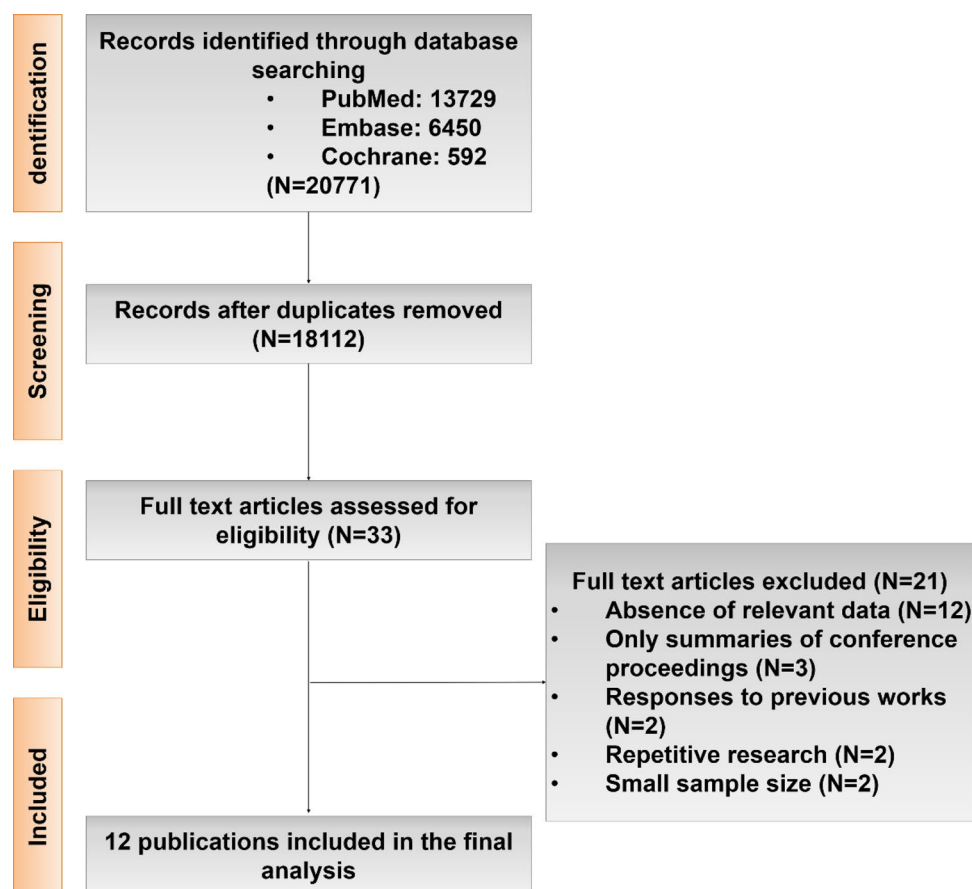 dentification
Records identified through database
searching
• PubMed: 13729
• Embase: 6450
• Cochrane: 592
(N=20771)
Screening
Records after duplicates removed
(N=18112)
Eligibility
Full text articles assessed for
eligibility (N=33)
Full text articles excluded (N=21)
• Absence of relevant data (N=12)
• Only summaries of conference
proceedings (N=3)
• Responses to previous works
(N=2)
• Repetitive research (N=2)
• Small sample size (N=2)
Included
12 publications included in the final
analysis